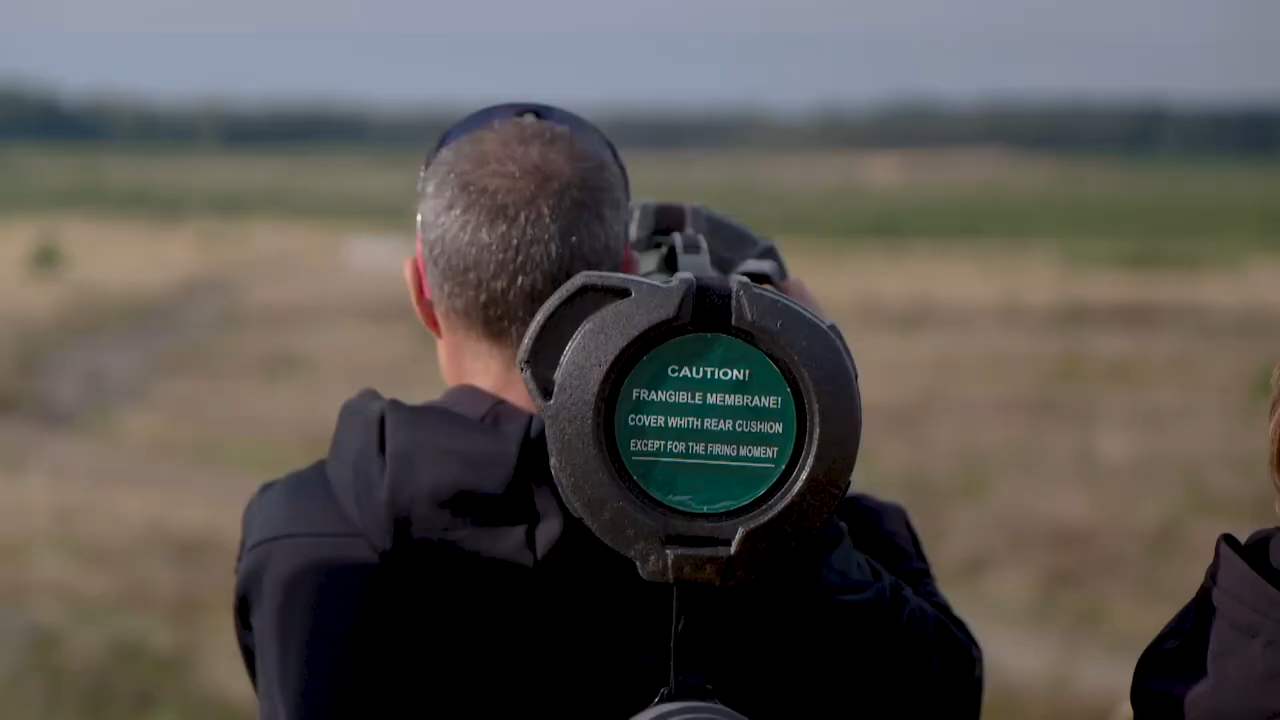 CAUTION!
FRANGIBLE MEMBRANE!
COVER WHITH REAR CUSHION
EXCEPT FOR THE FIRING MOMENT